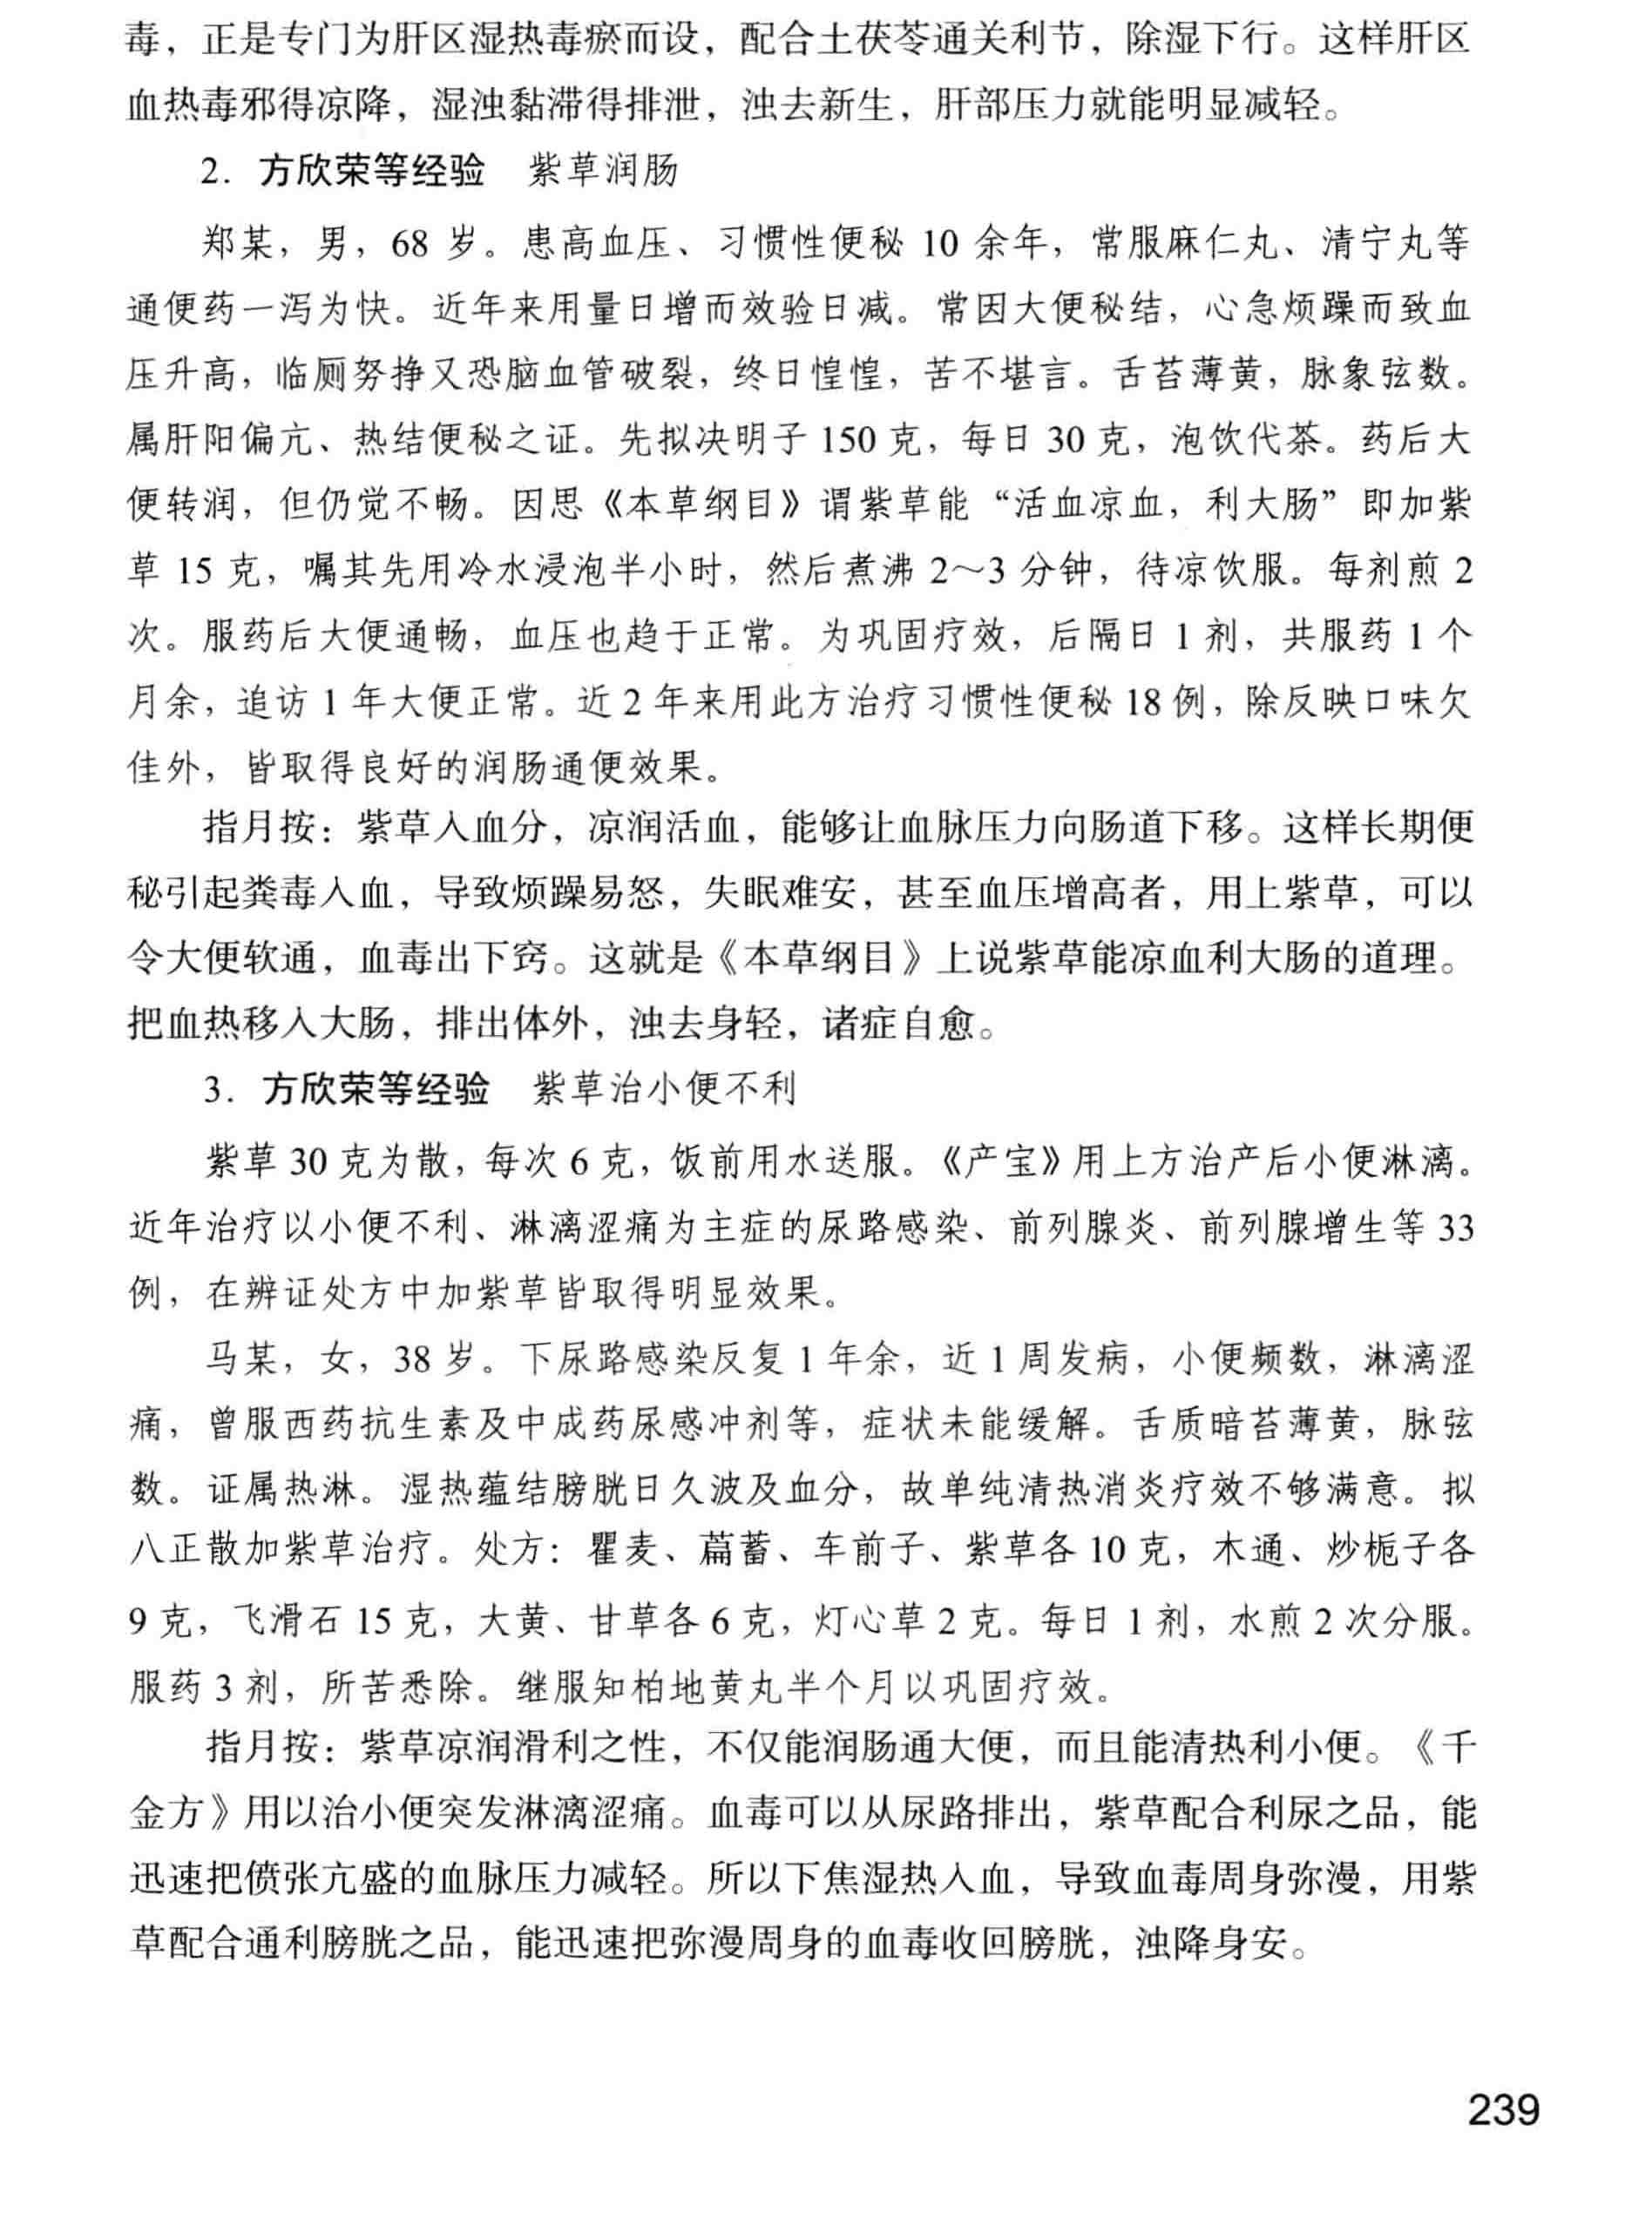 毒，正是专门为肝区湿热毒瘀而设，配合土茯苓通关利节，除湿下行。这样肝区
血热毒邪得凉降，湿浊黏滞得排泄，浊去新生，肝部压力就能明显减轻。
2. 方欣荣等经验 紫草润肠
郑某，男，68 岁。患高血压、习惯性便秘 10 余年，常服麻仁丸、清宁丸等
通便药一泻为快。近年来用量日增而效验日减。常因大便秘结，心急烦躁而致血
压升高，临厕努挣又恐脑血管破裂，终日惶惶，苦不堪言。舌苔薄黄，脉象弦数。
属肝阳偏亢、热结便秘之证。先拟决明子 150 克，每日 30 克，泡饮代茶。药后大
便转润，但仍觉不畅。因思《本草纲目》谓紫草能“活血凉血，利大肠”即加紫
草 15 克，嘱其先用冷水浸泡半小时，然后煮沸 2～3 分钟，待凉饮服。每剂煎 2
次。服药后大便通畅，血压也趋于正常。为巩固疗效，后隔日 1 剂，共服药 1 个
月余，追访 1 年大便正常。近 2 年来用此方治疗习惯性便秘 18 例，除反映口味欠
佳外，皆取得良好的润肠通便效果。
指月按：紫草入血分，凉润活血，能够让血脉压力向肠道下移。这样长期便
秘引起粪毒入血，导致烦躁易怒，失眠难安，甚至血压增高者，用上紫草，可以
令大便软通，血毒出下窍。这就是《本草纲目》上说紫草能凉血利大肠的道理。
把血热移入大肠，排出体外，浊去身轻，诸症自愈。
3. 方欣荣等经验 紫草治小便不利
紫草 30 克为散，每次 6 克，饭前用水送服。《产宝》用上方治产后小便淋漓。
近年治疗以小便不利、淋漓涩痛为主症的尿路感染、前列腺炎、前列腺增生等 33
例，在辨证处方中加紫草皆取得明显效果。
马某，女，38 岁。下尿路感染反复 1 年余，近 1 周发病，小便频数，淋漓涩
痛，曾服西药抗生素及中成药尿感冲剂等，症状未能缓解。舌质暗苔薄黄，脉弦
数。证属热淋。湿热蕴结膀胱日久波及血分，故单纯清热消炎疗效不够满意。拟
八正散加紫草治疗。处方：瞿麦、萹蓄、车前子、紫草各 10 克，木通、炒栀子各
9 克，飞滑石 15 克，大黄、甘草各 6 克，灯心草 2 克。每日 1 剂，水煎 2 次分服。
服药 3 剂，所苦悉除。继服知柏地黄丸半个月以巩固疗效。
指月按：紫草凉润滑利之性，不仅能润肠通大便，而且能清热利小便。《千
金方》用以治小便突发淋漓涩痛。血毒可以从尿路排出，紫草配合利尿之品，能
迅速把偾张亢盛的血脉压力减轻。所以下焦湿热入血，导致血毒周身弥漫，用紫
草配合通利膀胱之品，能迅速把弥漫周身的血毒收回膀胱，浊降身安。
239